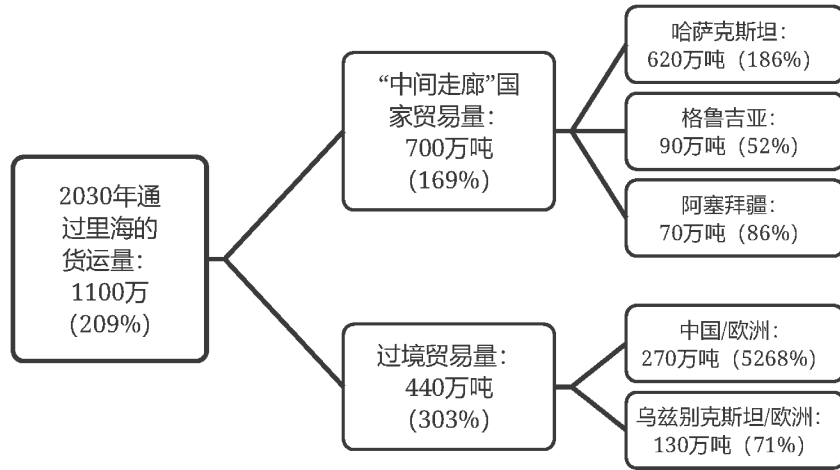 2030年通
过里海的
货运量：
1100万
(209%)
“中间走廊”国
家贸易量：
700万吨
(169%)
过境贸易量：
440万吨
(303%)
哈萨克斯坦：
620万吨（186%）
格鲁吉亚：
90万吨（52%）
阿塞拜疆：
70万吨（86%）
中国/欧洲：
270万吨（5268%）
乌兹别克斯坦/欧洲：
130万吨（71%）